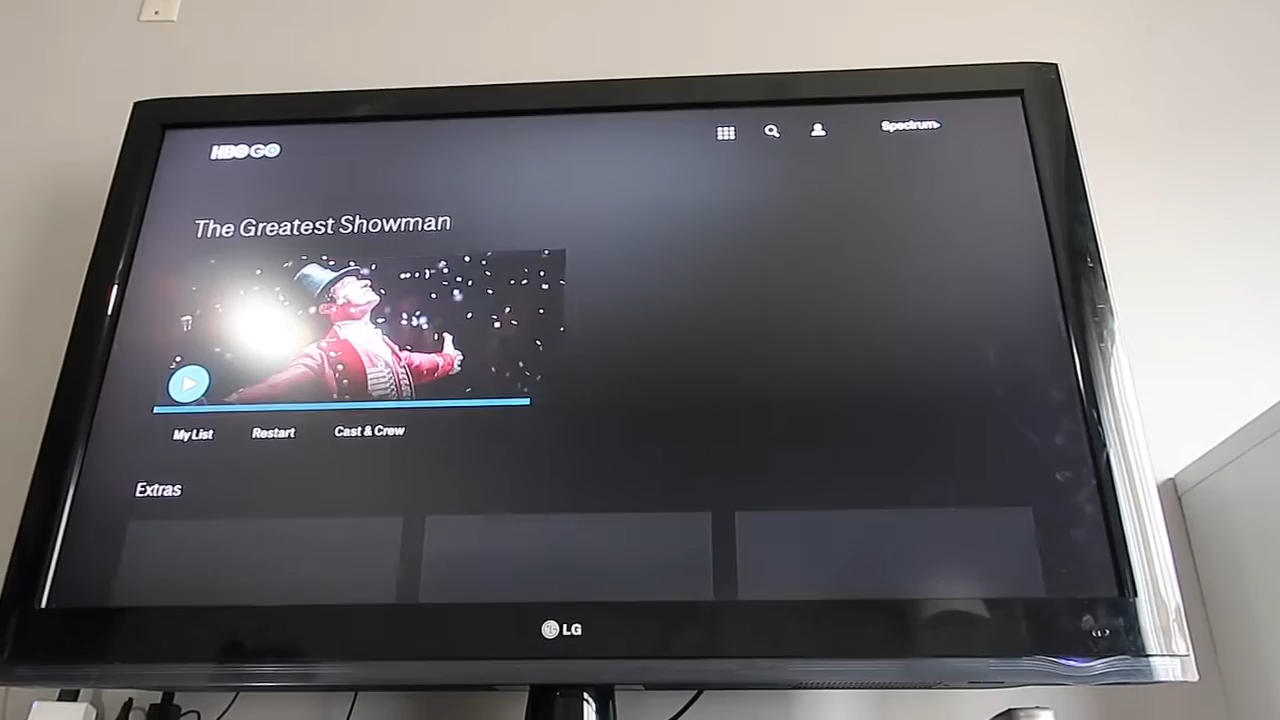 HBO GO
Spectrum
The Greatest Showman
My List
Restart
Cast & Crew
Extras
LG